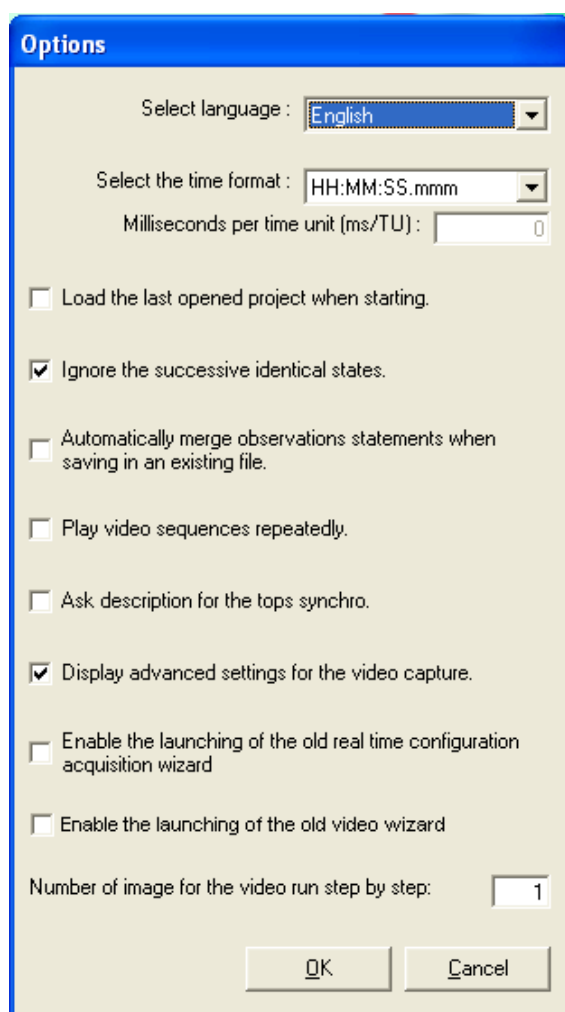 Options
Select language : English
Select the time format : HH:MM:SS.mmm
Milliseconds per time unit (ms/TU) : 0
Load the last opened project when starting.
Ignore the successive identical states.
Automatically merge observations statements when
saving in an existing file.
Play video sequences repeatedly.
Ask description for the tops synchro.
Display advanced settings for the video capture.
Enable the launching of the old real time configuration
acquisition wizard
Enable the launching of the old video wizard
Number of image for the video run step by step: 1
OK Cancel